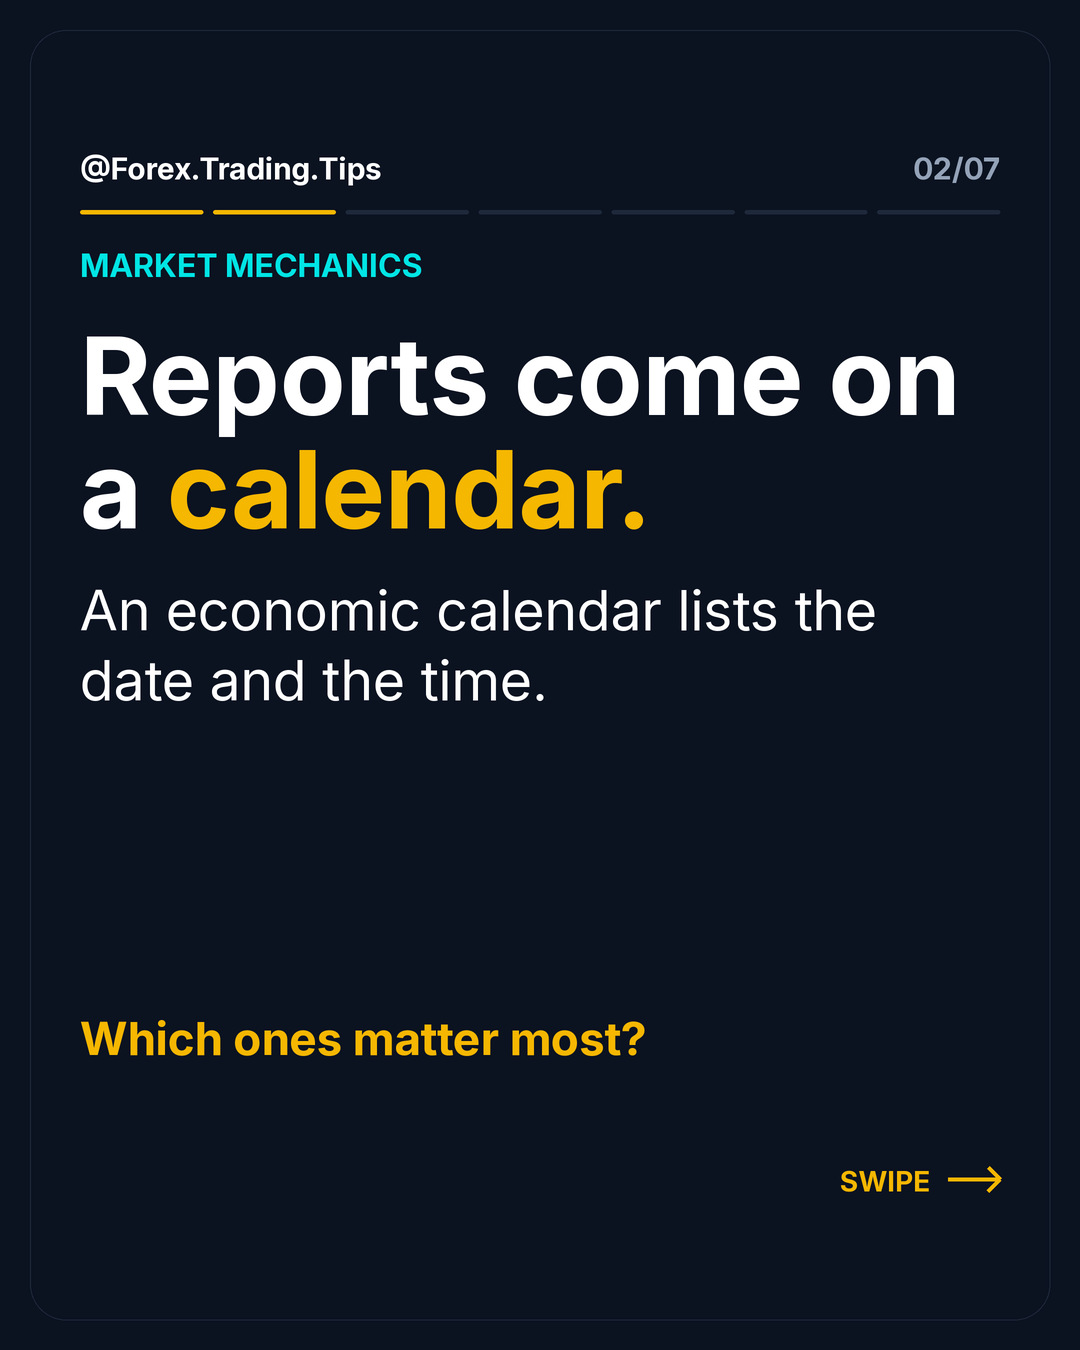 @Forex.Trading.Tips
02/07
MARKET MECHANICS
Reports come on
a calendar.
An economic calendar lists the
date and the time.
Which ones matter most?
SWIPE